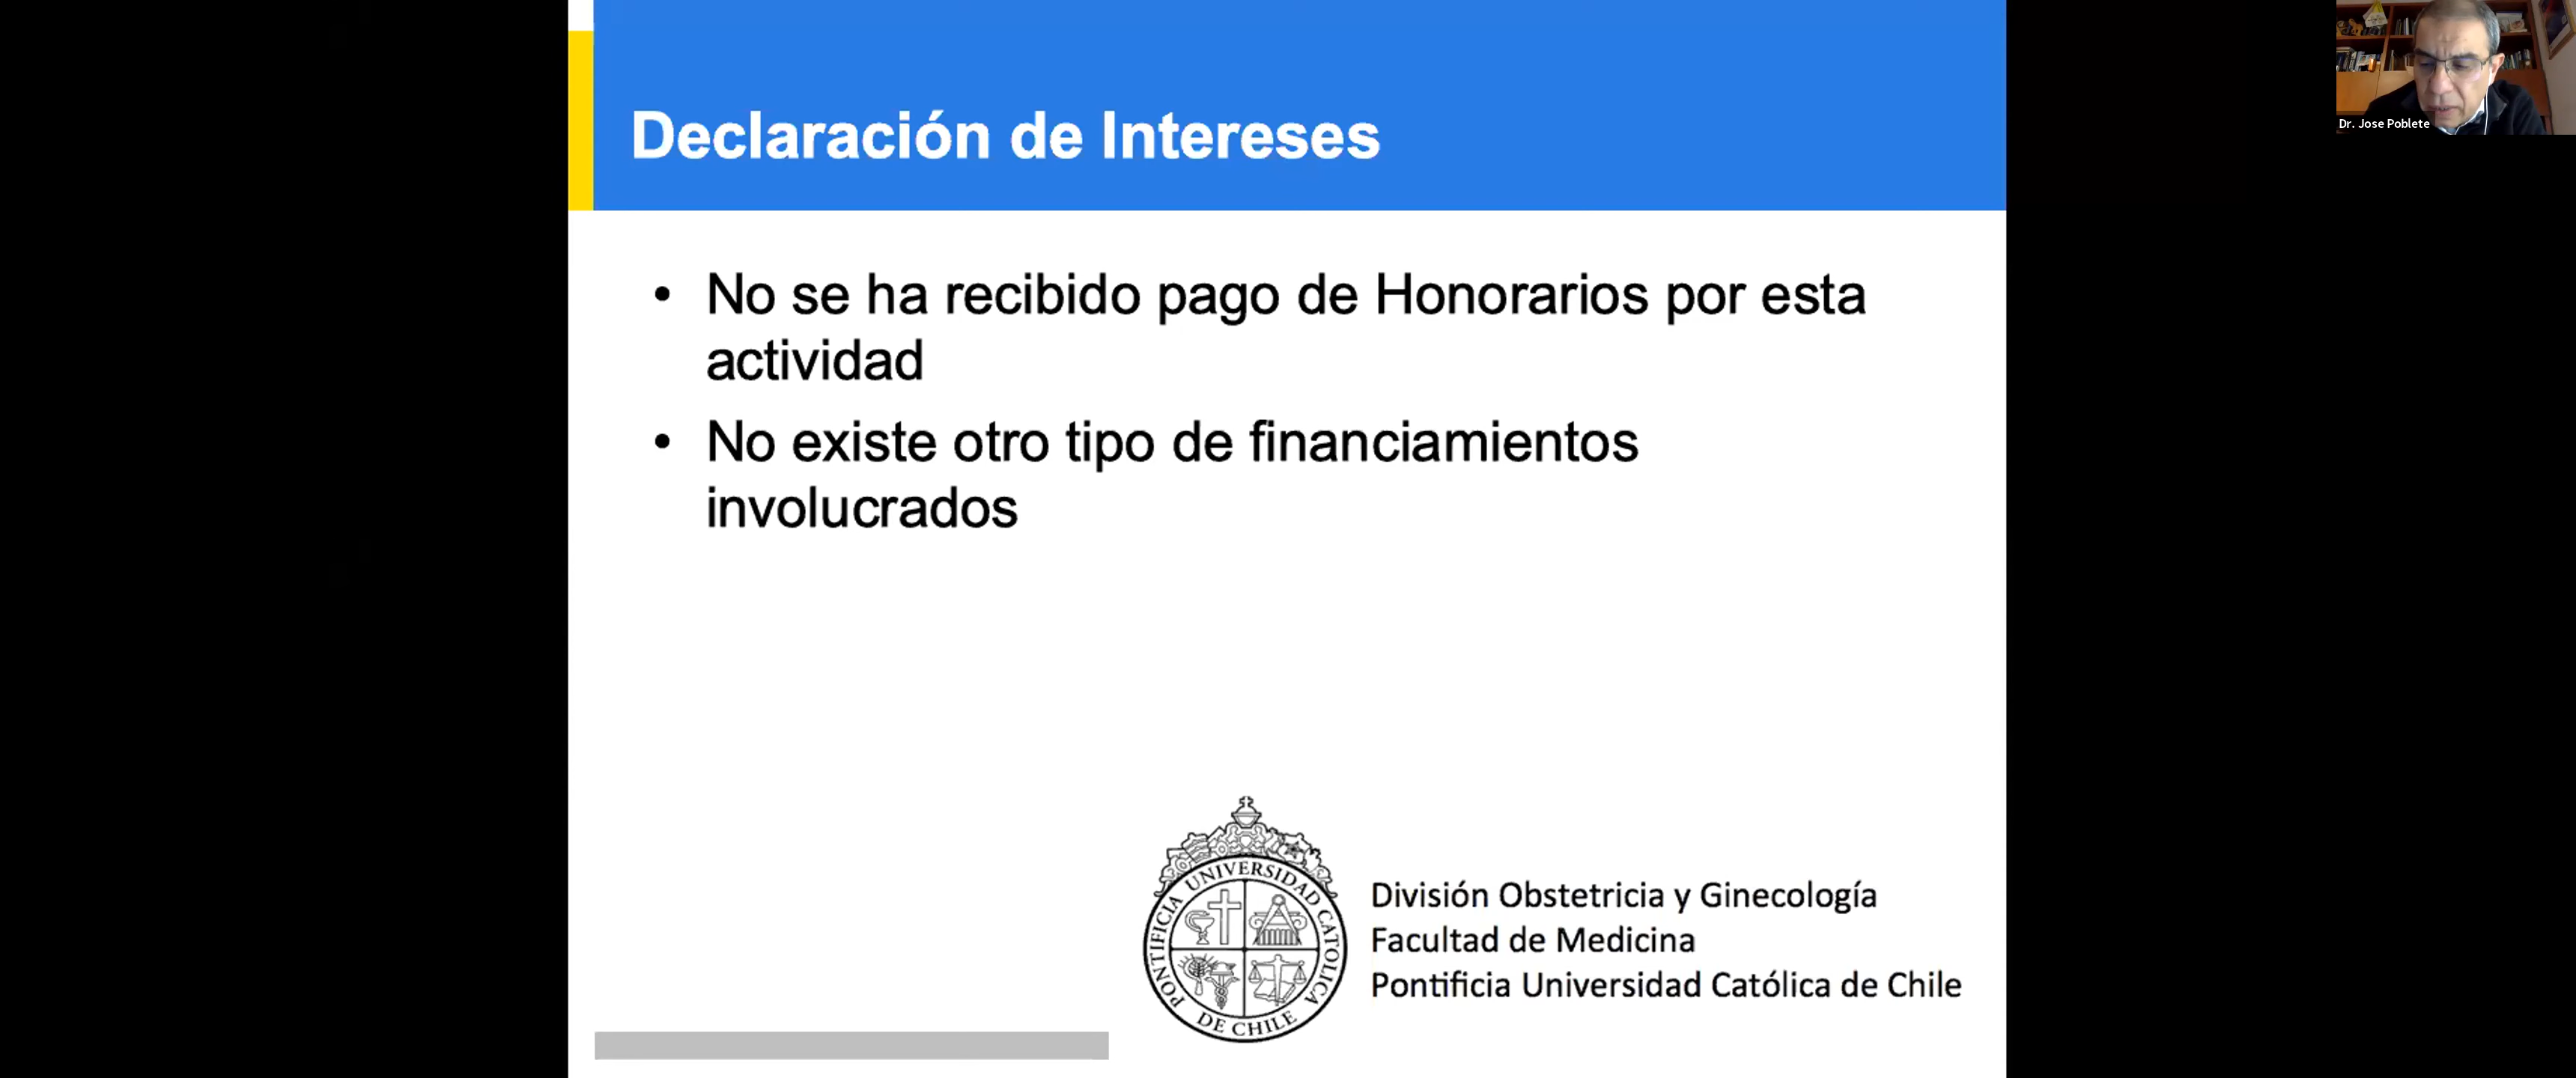 Declaración de Intereses
Dr. Jose Poblete
• No se ha recibido pago de Honorarios por esta
actividad
• No existe otro tipo de financiamientos
involucrados
PONTIFICIA UNIVERSIDAD CATOLICA
DE CHILE
División Obstetricia y Ginecología
Facultad de Medicina
Pontificia Universidad Católica de Chile